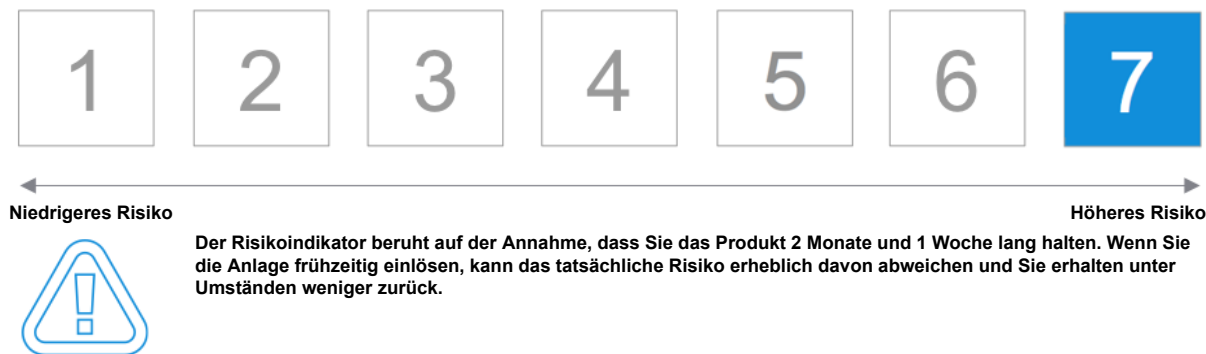 1 2 3 4 5 6 7
Niedrigeres Risiko Höheres Risiko
Der Risikoindikator beruht auf der Annahme, dass Sie das Produkt 2 Monate und 1 Woche lang halten. Wenn Sie
die Anlage frühzeitig einlösen, kann das tatsächliche Risiko erheblich davon abweichen und Sie erhalten unter
Umständen weniger zurück.